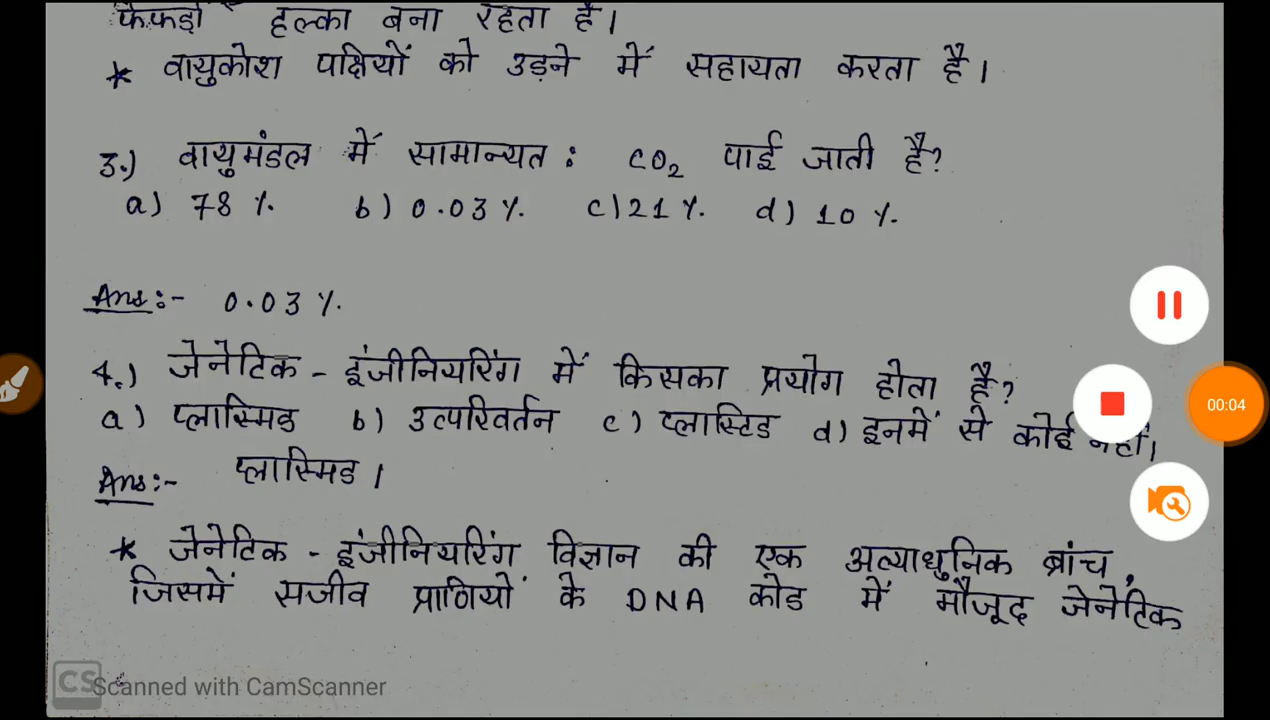 फेफड़ो हल्का बना रहता है।
* वायुकोश पक्षियों को उड़ने में सहायता करता है।
3.) वायुमंडल में सामान्यत: CO₂ पाई जाती है?
a) 78 %. b) 0.03 %. c) 21 %. d) 10 %.
Ans:- 0.03 %.
4.) जेनेटिक - इंजीनियरिंग में किसका प्रयोग होता है?
a) प्लास्मिड b) उत्परिवर्तन c) प्लास्टिड d) इनमें से कोई नहीं।
Ans:- प्लास्मिड।
* जेनेटिक - इंजीनियरिंग विज्ञान की एक अत्याधुनिक ब्रांच,
जिसमें सजीव प्राणियों के DNA कोड में मौजूद जेनेटिक
00:04
CS Scanned with CamScanner